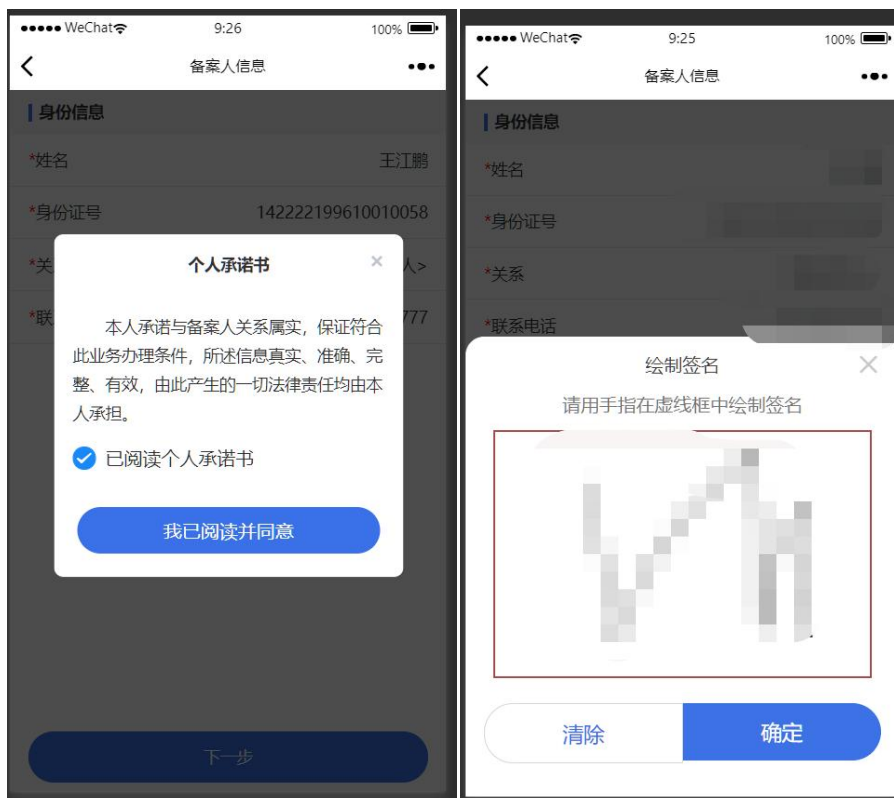 WeChat 9:26 100%
备案人信息
身份信息
*姓名 王江鹏
*身份证号 142222199610010058
*关 人>
*联 777
个人承诺书 ×
本人承诺与备案人关系属实，保证符合
此业务办理条件，所述信息真实、准确、完
整、有效，由此产生的一切法律责任均由本
人承担。
已阅读个人承诺书
我已阅读并同意
下一步
WeChat 9:25 100%
备案人信息
身份信息
*姓名
*身份证号
*关系
*联系电话
绘制签名
请用手指在虚线框中绘制签名
清除 确定